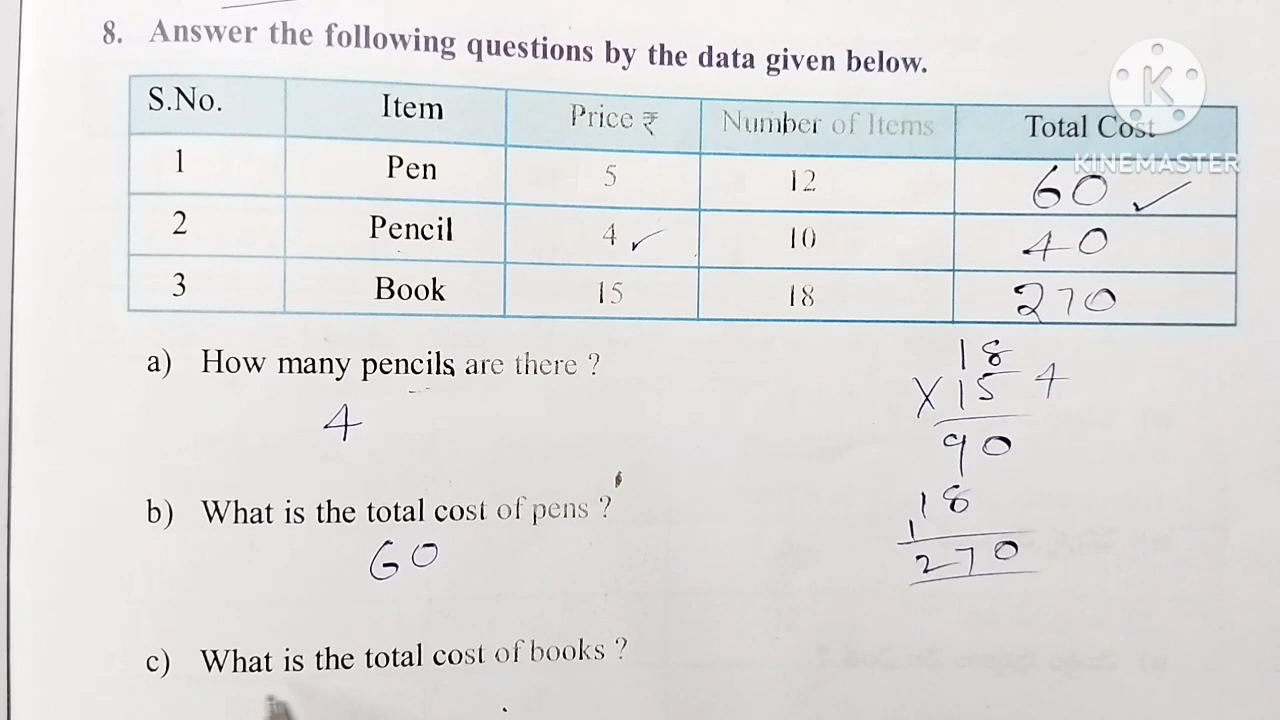 8. Answer the following questions by the data given below.
S.No. Item Price ₹ Number of Items Total Cost
K
KINEMASTER
1 Pen 5 12 60 ✓
2 Pencil 4 ✓ 10 40
3 Book 15 18 270
a) How many pencils are there ?
4
18
X 15 4
90
18
1
270
b) What is the total cost of pens ?
60
c) What is the total cost of books ?